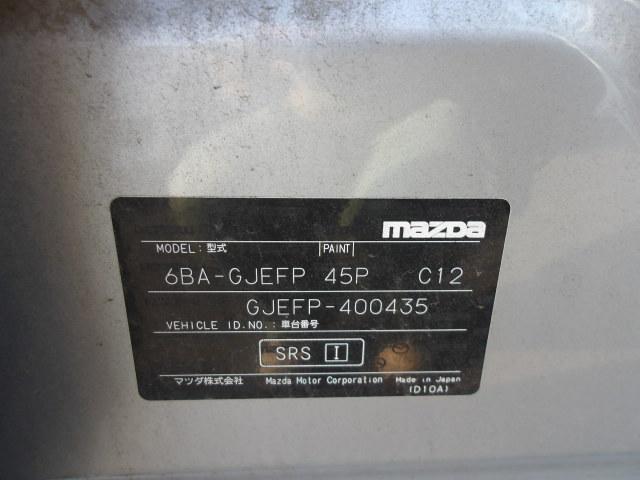 mazda
MODEL: 型式 PAINT
6BA-GJEFP 45P C12
GJEFP-400435
VEHICLE ID.NO.: 車台番号
SRS I
マツダ株式会社 Mazda Motor Corporation Made in Japan
(D10A)